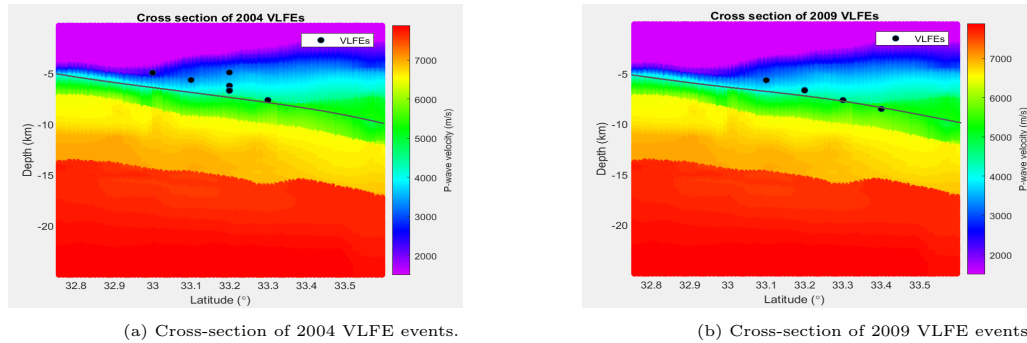 Cross section of 2004 VLFEs
VLFEs
-5
-10
-15
-20
Depth (km)
32.8 32.9 33 33.1 33.2 33.3 33.4 33.5
Latitude (°)
7000
6000
5000
4000
3000
2000
P-wave velocity (m/s)
(a) Cross-section of 2004 VLFE events.
Cross section of 2009 VLFEs
VLFEs
-5
-10
-15
-20
Depth (km)
32.8 32.9 33 33.1 33.2 33.3 33.4 33.5
Latitude (°)
7000
6000
5000
4000
3000
2000
P-wave velocity (m/s)
(b) Cross-section of 2009 VLFE events